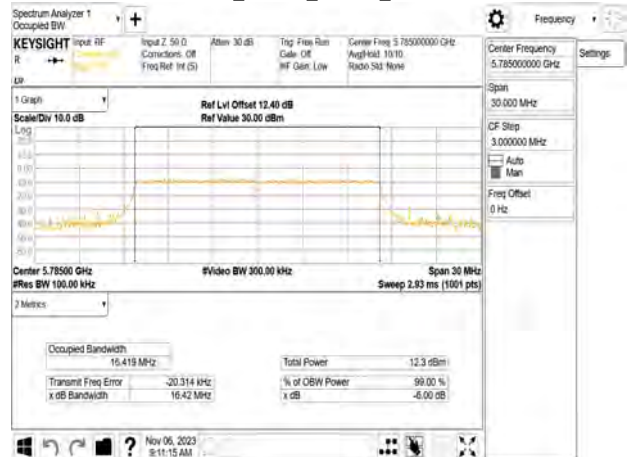 Spectrum Analyzer 1
Occupied BW
+
Frequency
KEYSIGHT
Input: RF
Input Z: 50 Ω
Corrections: Off
Freq Ref: Int (S)
Atten: 30 dB
Trig: Free Run
Gate: Off
#IF Gain: Low
Center Freq: 5.785000000 GHz
Avg|Hold: 10/10
Radio Std: None
R
Center Frequency
5.785000000 GHz
Settings
Span
30.000 MHz
CF Step
3.000000 MHz
Auto
Man
Freq Offset
0 Hz
1 Graph
Scale/Div 10.0 dB
Ref Lvl Offset 12.40 dB
Ref Value 30.00 dBm
Log
Center 5.78500 GHz
#Video BW 300.00 kHz
Span 30 MHz
#Res BW 100.00 kHz
Sweep 2.93 ms (1001 pts)
2 Metrics
Occupied Bandwidth
16.419 MHz
Total Power
12.3 dBm
Transmit Freq Error
-20.314 kHz
% of OBW Power
99.00 %
x dB Bandwidth
16.42 MHz
x dB
-6.00 dB
?
Nov 06, 2023
9:11:15 AM